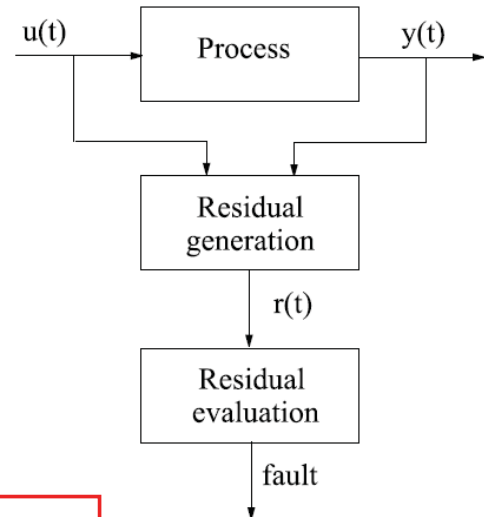 u(t)
Process
y(t)
Residual
generation
r(t)
Residual
evaluation
fault